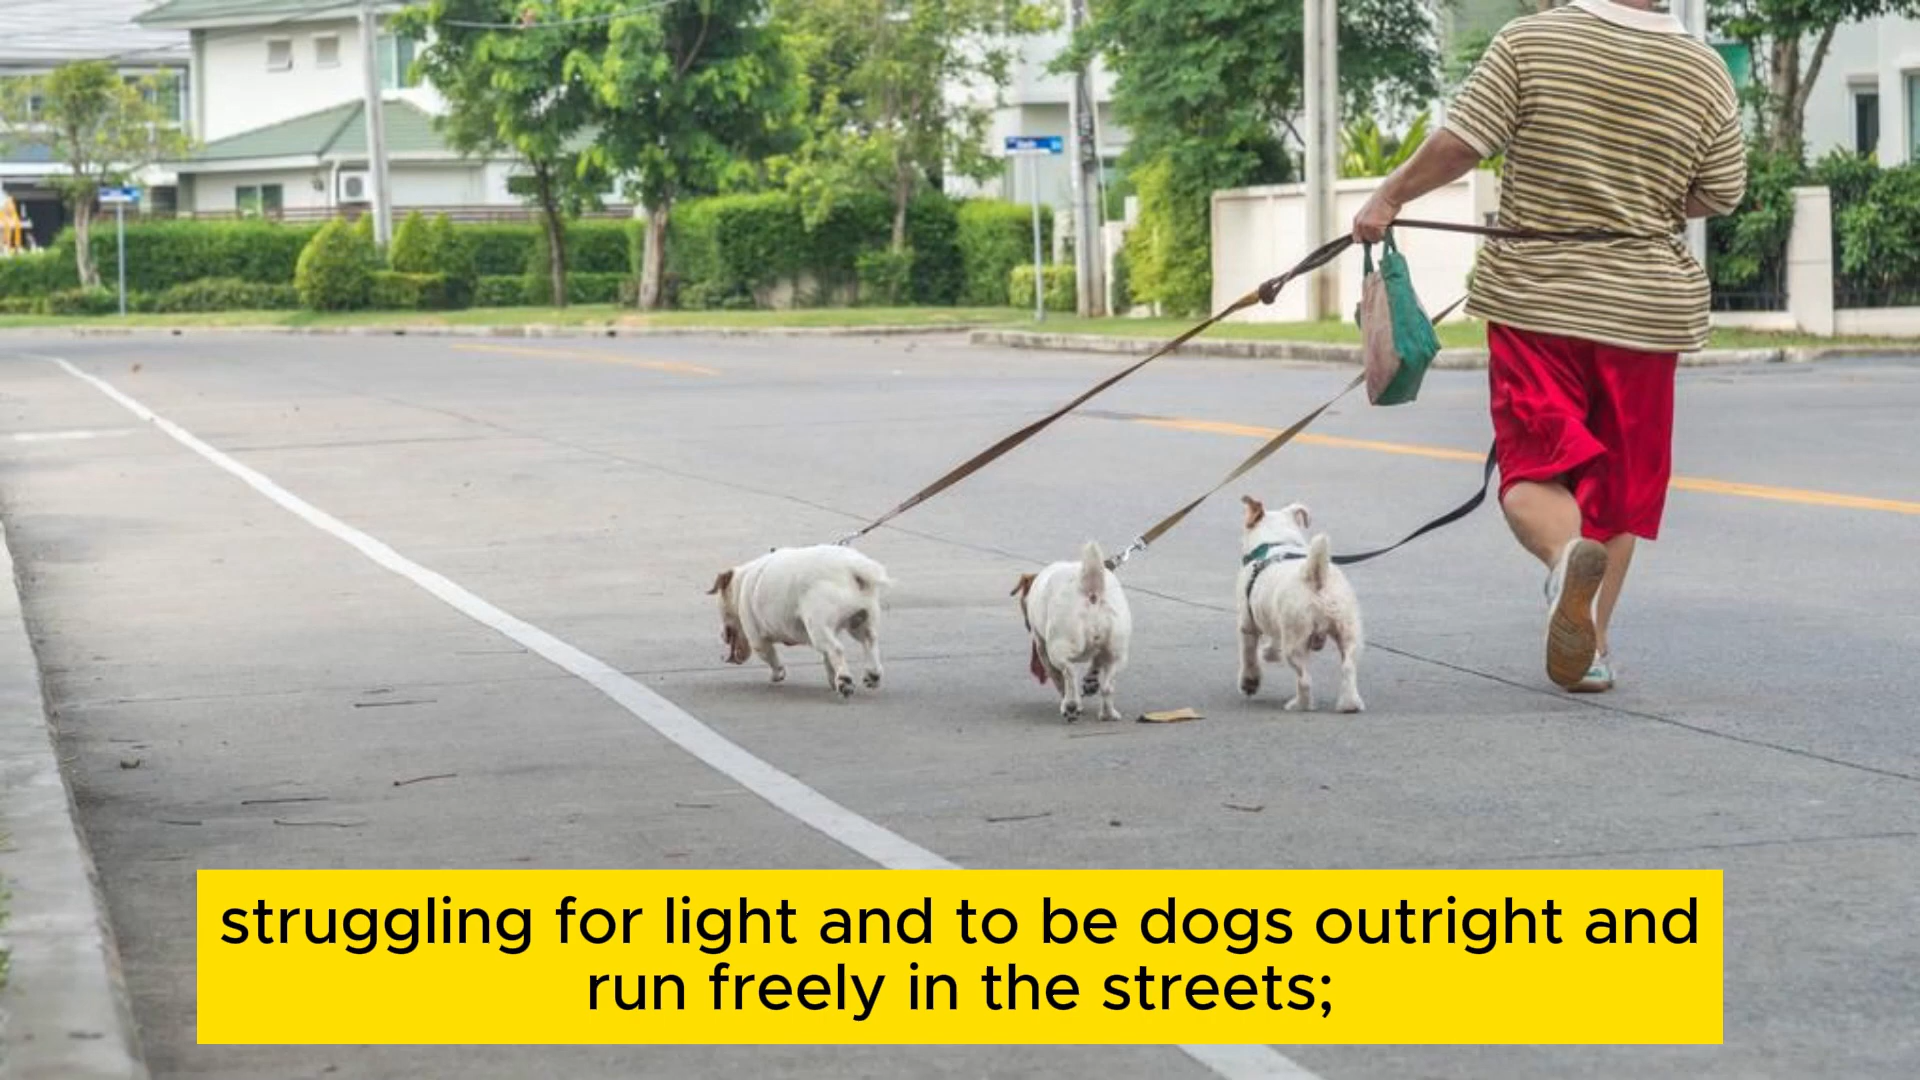 struggling for light and to be dogs outright and
run freely in the streets;